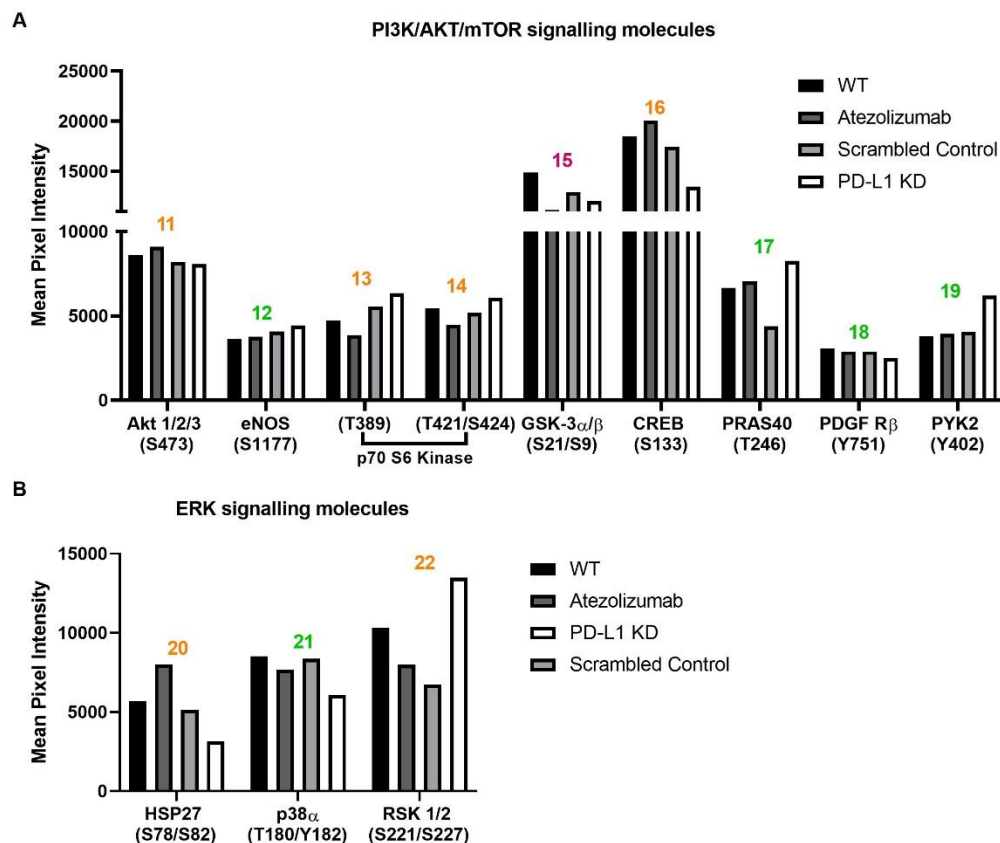 A
PI3K/AKT/mTOR signalling molecules
Mean Pixel Intensity
25000
20000
15000
10000
5000
0
WT
Atezolizumab
Scrambled Control
PD-L1 KD
11
12
13
14
15
16
17
18
19
Akt 1/2/3 eNOS (T389) (T421/S424) GSK-3α/β CREB PRAS40 PDGF Rβ PYK2
(S473) (S1177) p70 S6 Kinase (S21/S9) (S133) (T246) (Y751) (Y402)
B
ERK signalling molecules
Mean Pixel Intensity
15000
10000
5000
0
WT
Atezolizumab
PD-L1 KD
Scrambled Control
20
21
22
HSP27 p38α RSK 1/2
(S78/S82) (T180/Y182) (S221/S227)